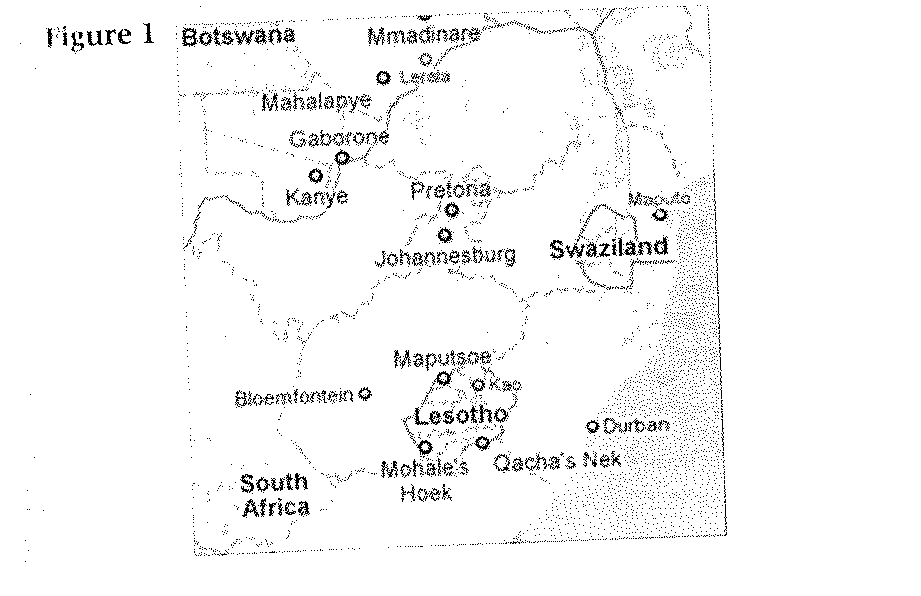 Figure 1
Botswana
Mmadinare
Lerala
Mahalapye
Gaborone
Kanye
Pretoria
Maputo
Johannesburg
Swaziland
Maputsoe
Kao
Bloemfontein
Lesotho
Durban
Mohale's
Hoek
Qacha's Nek
South
Africa